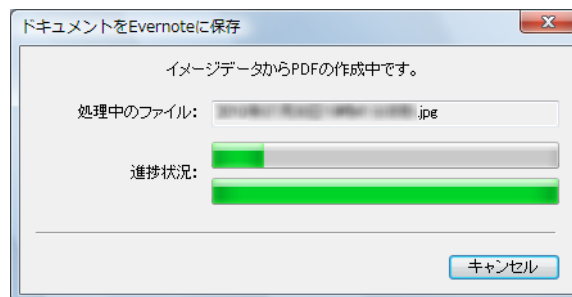 ドキュメントをEvernoteに保存
イメージデータからPDFの作成中です。
処理中のファイル: .jpg
進捗状況:
キャンセル